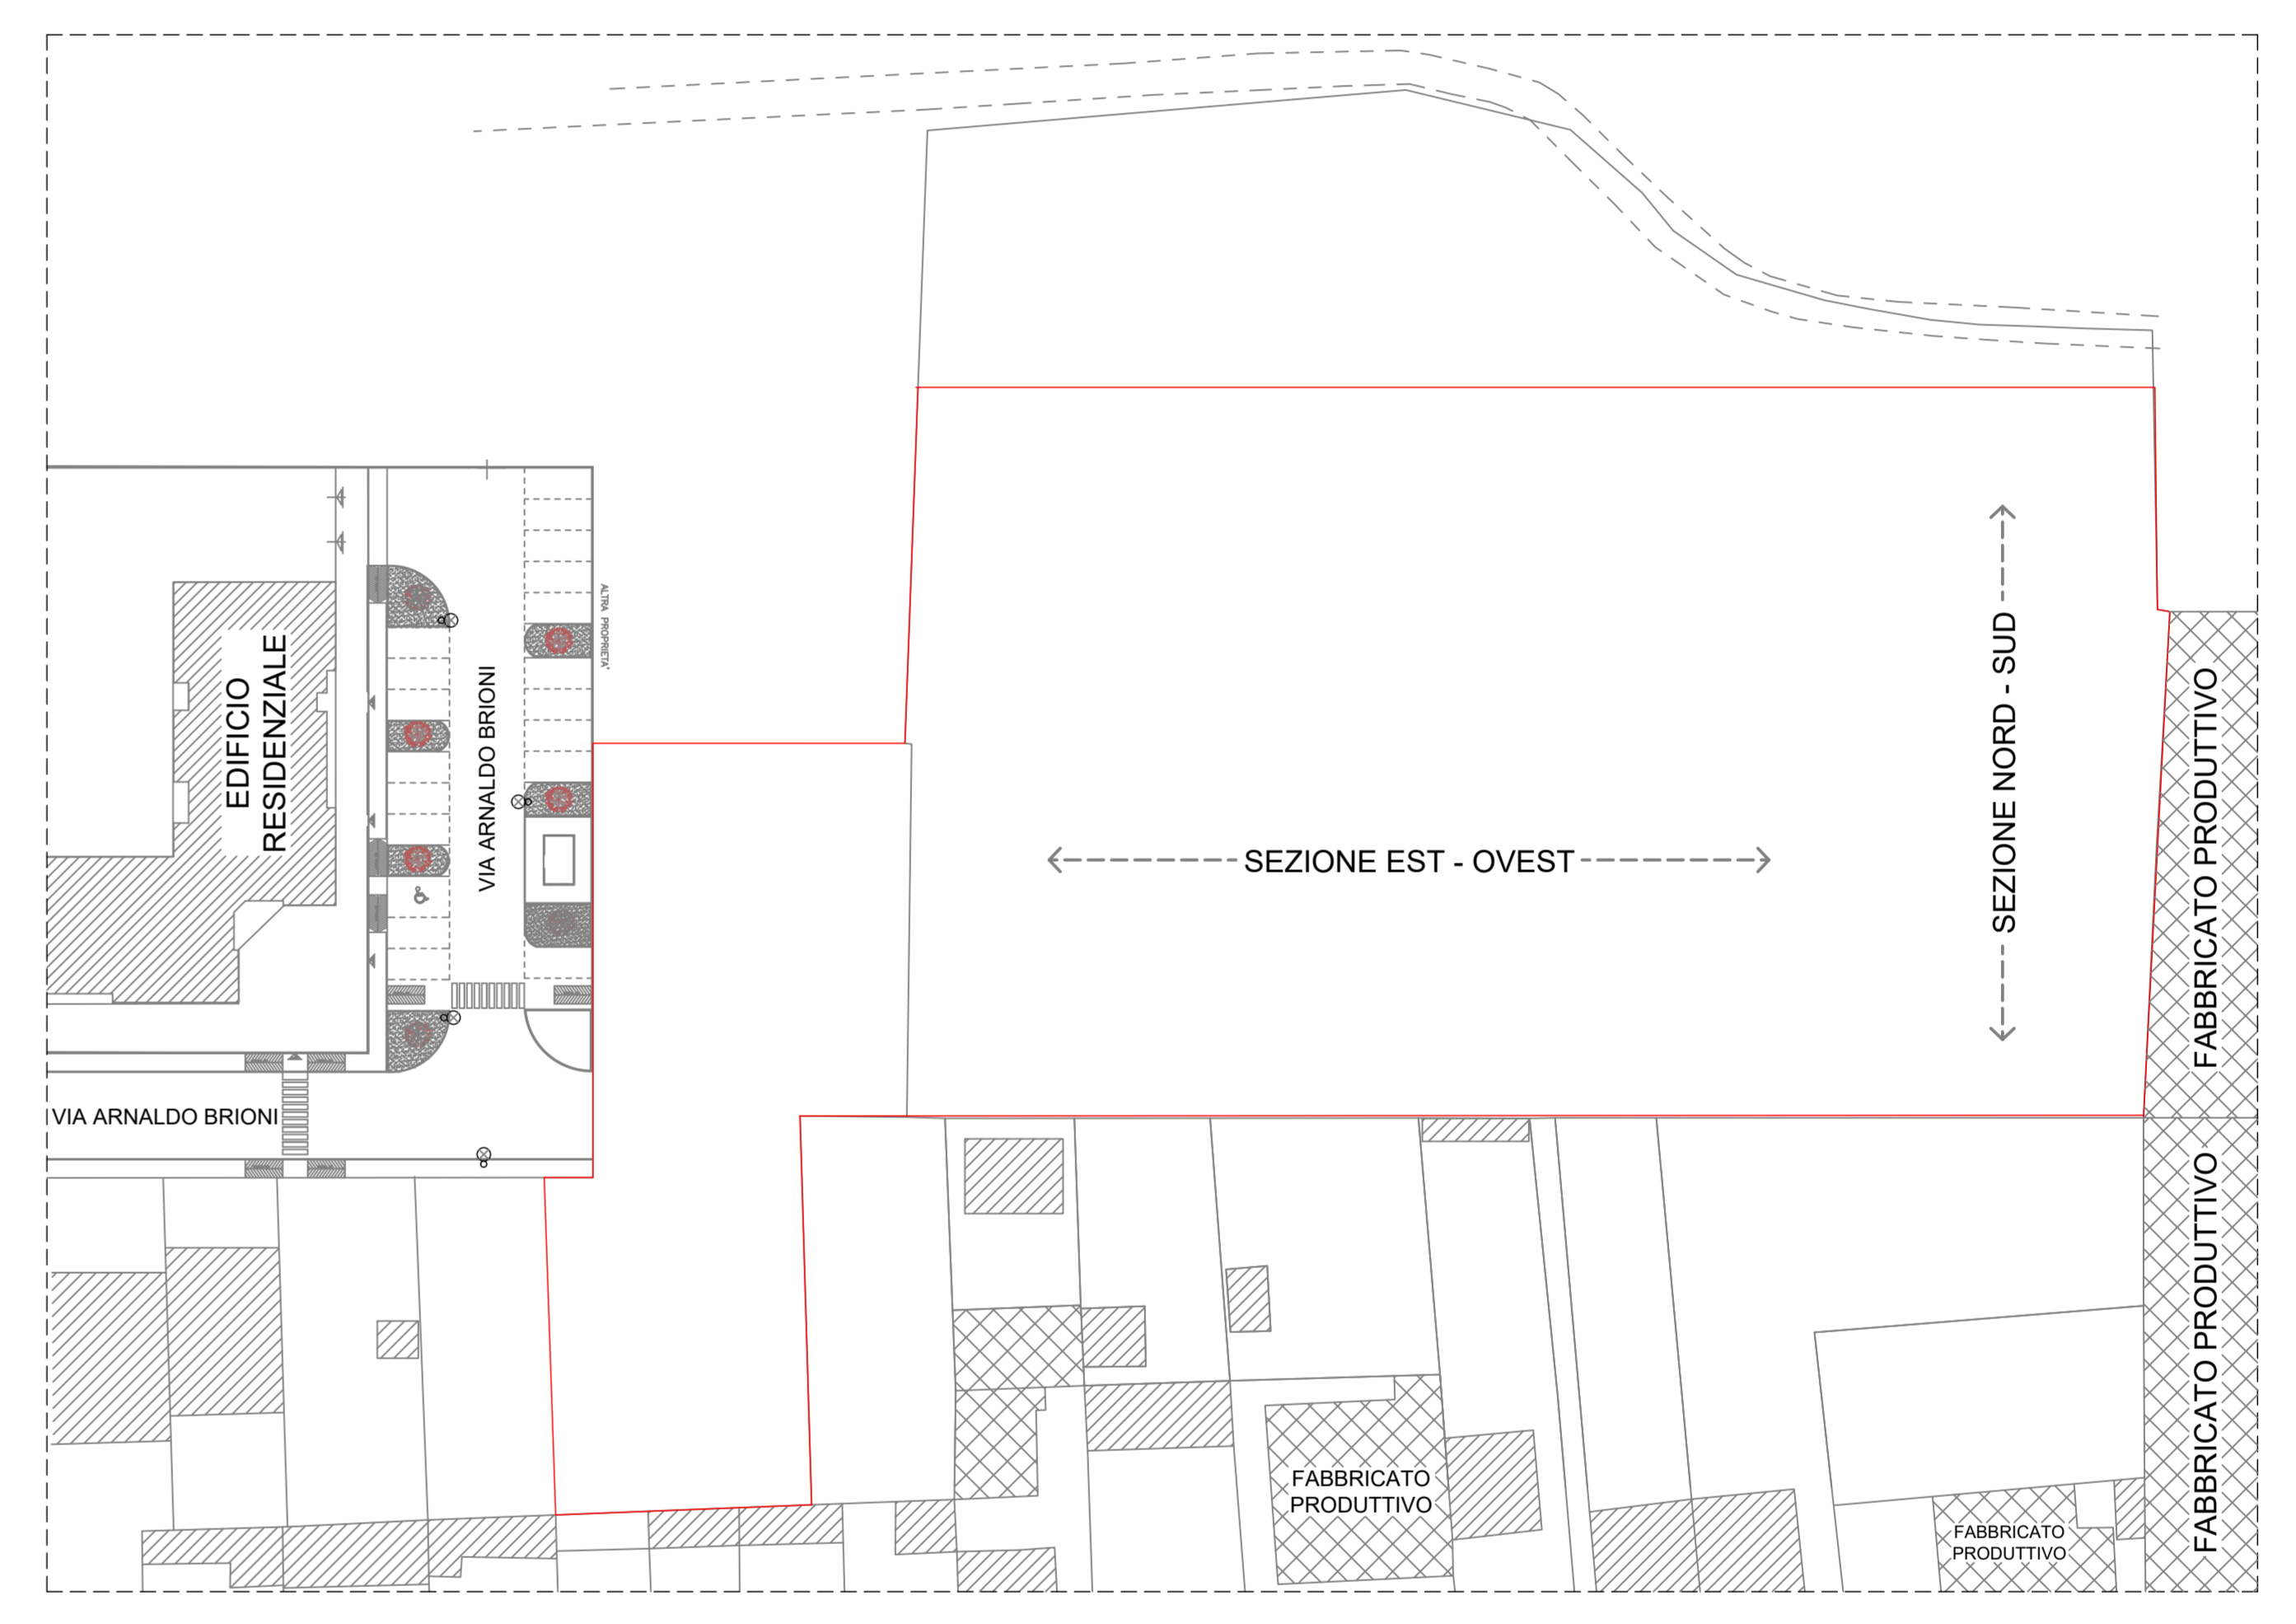 ALTRA PROPRIETA'
EDIFICIO
RESIDENZIALE
VIA ARNALDO BRIONI
VIA ARNALDO BRIONI
SEZIONE EST - OVEST
SEZIONE NORD - SUD
FABBRICATO PRODUTTIVO
FABBRICATO PRODUTTIVO
FABBRICATO
PRODUTTIVO
FABBRICATO
PRODUTTIVO